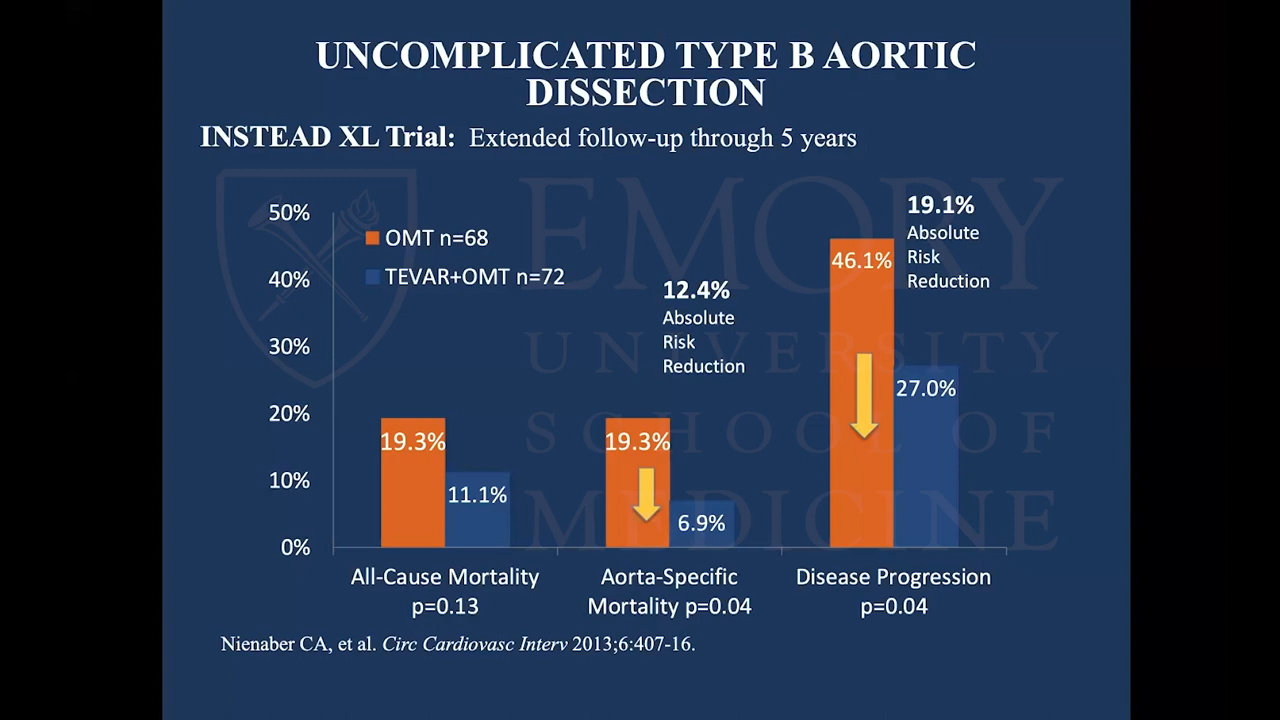 UNCOMPLICATED TYPE B AORTIC
DISSECTION
INSTEAD XL Trial: Extended follow-up through 5 years
EMORY
UNIVERSITY
SCHOOL OF
MEDICINE
50%
40%
30%
20%
10%
0%
OMT n=68
TEVAR+OMT n=72
19.3%
11.1%
12.4%
Absolute
Risk
Reduction
19.3%
6.9%
19.1%
Absolute
Risk
Reduction
46.1%
27.0%
All-Cause Mortality
p=0.13
Aorta-Specific
Mortality p=0.04
Disease Progression
p=0.04
Nienaber CA, et al. Circ Cardiovasc Interv 2013;6:407-16.